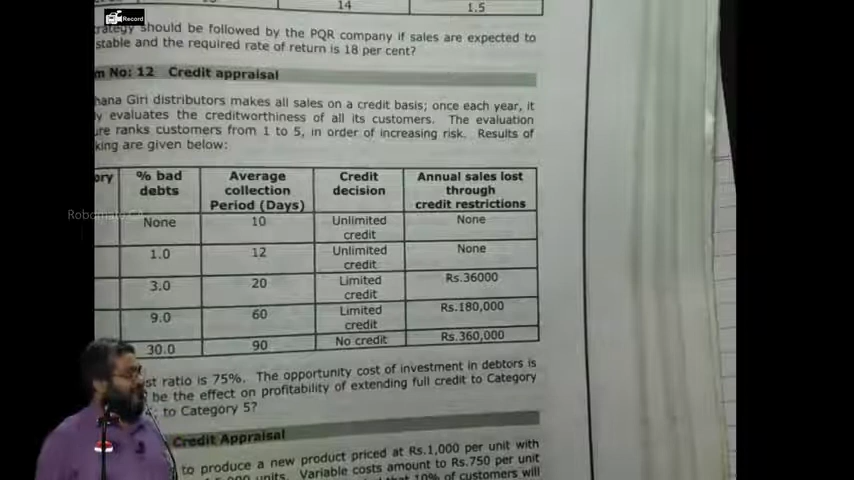 Record
14 1.5
rategy should be followed by the PQR company if sales are expected to
stable and the required rate of return is 18 per cent?
m No: 12 Credit appraisal
hana Giri distributors makes all sales on a credit basis; once each year, it
y evaluates the creditworthiness of all its customers. The evaluation
ure ranks customers from 1 to 5, in order of increasing risk. Results of
king are given below:
ory % bad debts Average collection Period (Days) Credit decision Annual sales lost through credit restrictions
None 10 Unlimited credit None
1.0 12 Unlimited credit None
3.0 20 Limited credit Rs.36000
9.0 60 Limited credit Rs.180,000
30.0 90 No credit Rs.360,000
st ratio is 75%. The opportunity cost of investment in debtors is
be the effect on profitability of extending full credit to Category
to Category 5?
Credit Appraisal
to produce a new product priced at Rs.1,000 per unit with
units. Variable costs amount to Rs.750 per unit
that 10% of customers will